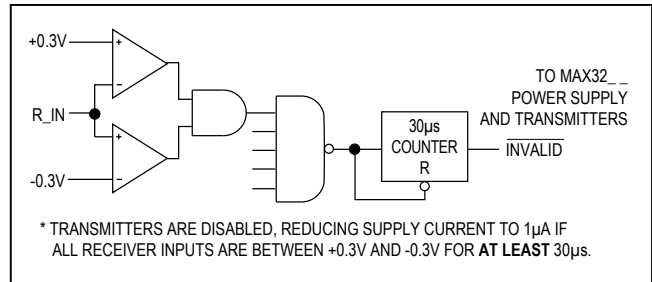 +0.3V
+
-
R_IN
+
-
-0.3V
30µs
COUNTER
R
TO MAX32_ _
POWER SUPPLY
AND TRANSMITTERS
INVALID
* TRANSMITTERS ARE DISABLED, REDUCING SUPPLY CURRENT TO 1µA IF
ALL RECEIVER INPUTS ARE BETWEEN +0.3V AND -0.3V FOR AT LEAST 30µs.